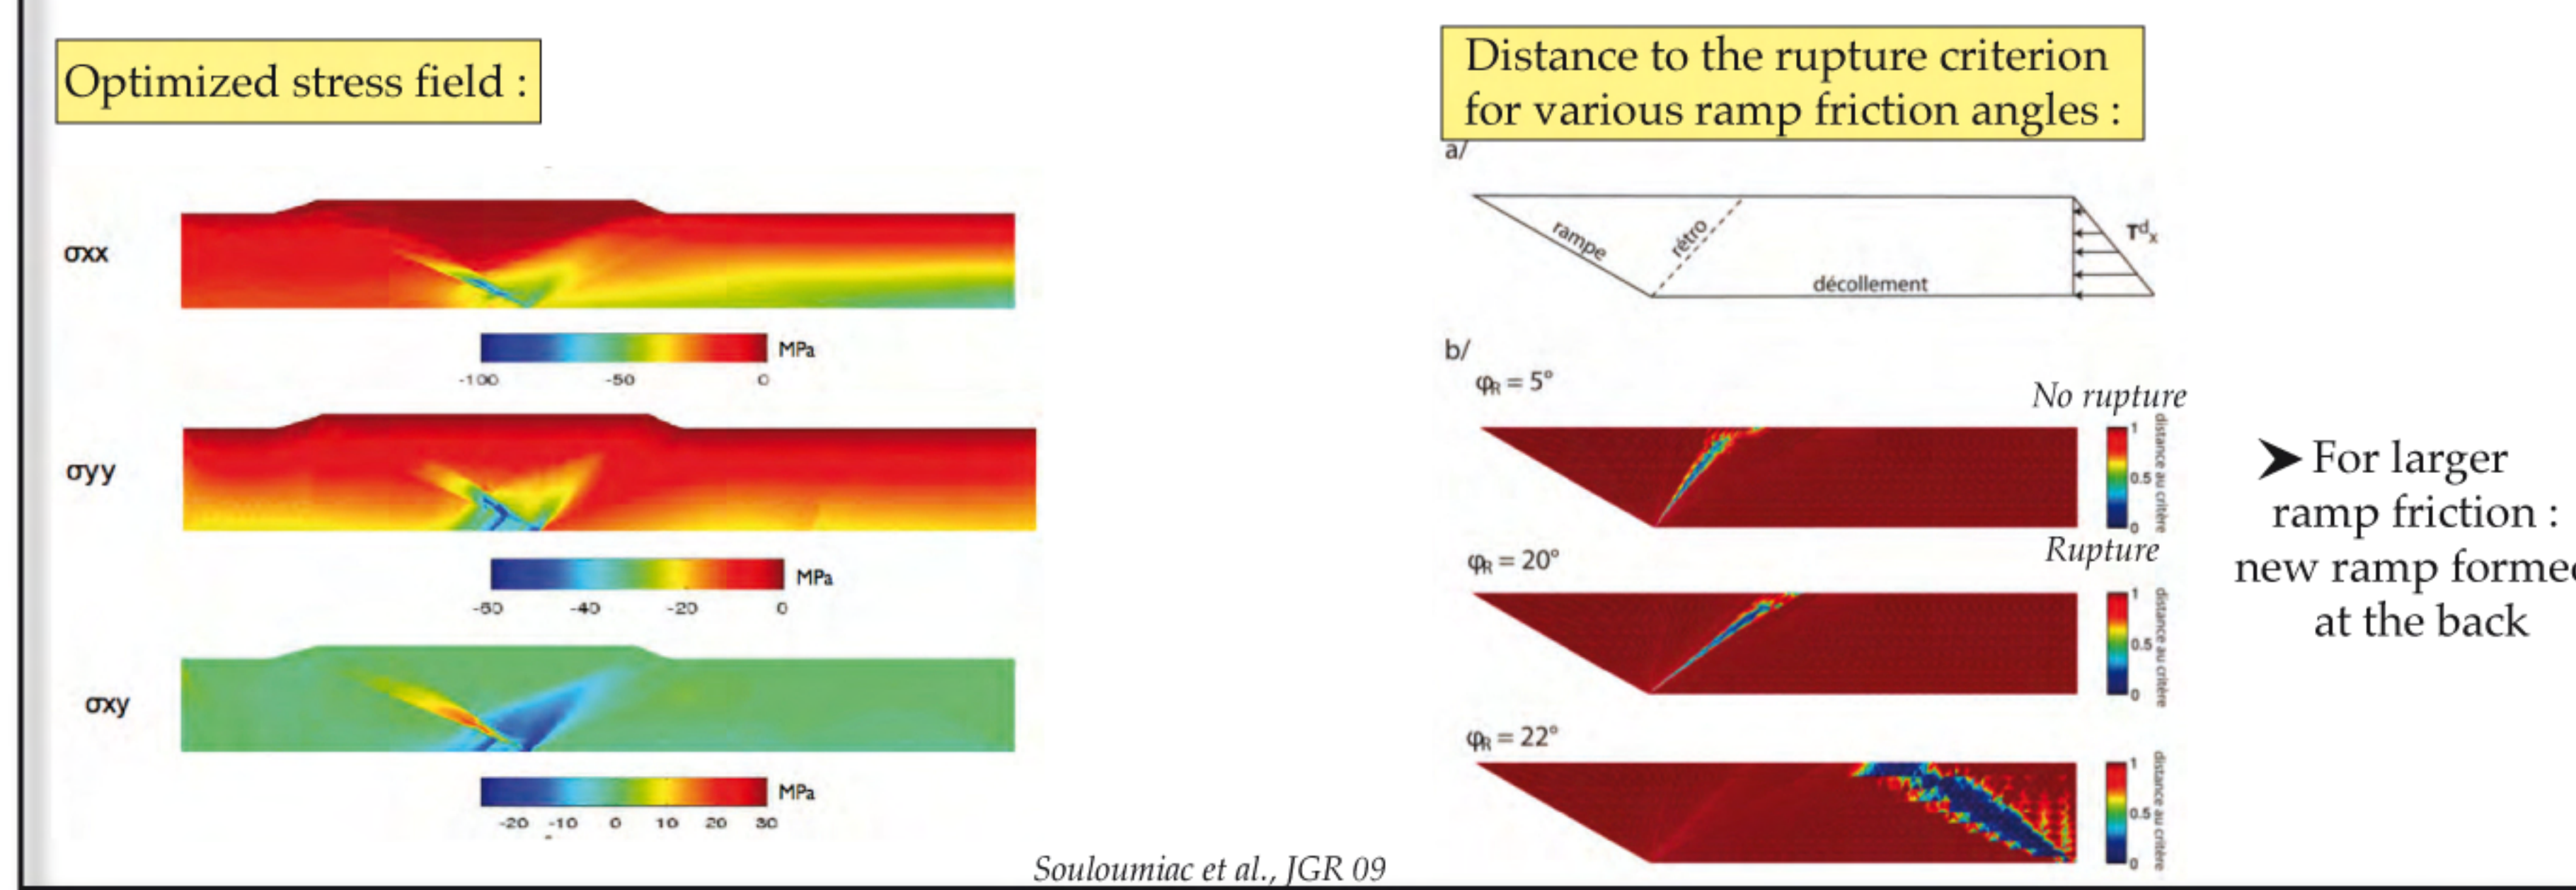 Optimized stress field :
σxx
MPa
-100 -50 0
σyy
MPa
-60 -40 -20 0
σxy
MPa
-20 -10 0 10 20 30
Souloumiac et al., JGR 09
Distance to the rupture criterion
for various ramp friction angles :
a/
rampe
rétro
décollement
Tᵈₓ
b/
φR = 5°
No rupture
1
0.5
0
distance au critère
Rupture
φR = 20°
1
0.5
0
distance au critère
φR = 22°
1
0.5
0
distance au critère
➤ For larger
ramp friction :
new ramp formed
at the back